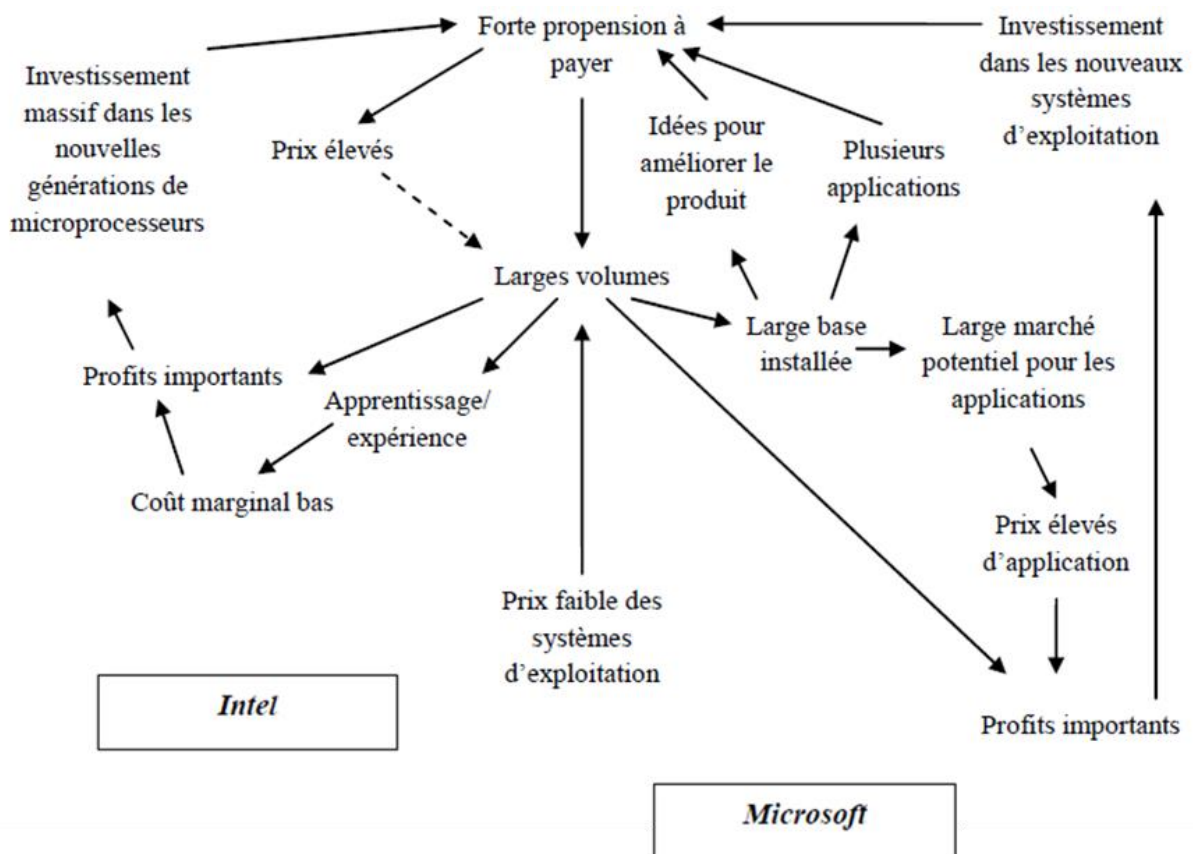 Forte propension à
payer
Investissement
dans les nouveaux
systèmes
d'exploitation
Investissement
massif dans les
nouvelles
générations de
microprocesseurs
Prix élevés
Idées pour
améliorer le
produit
Plusieurs
applications
Larges volumes
Large base
installée
Large marché
potentiel pour les
applications
Profits importants
Apprentissage/
expérience
Coût marginal bas
Prix élevés
d'application
Prix faible des
systèmes
d'exploitation
Intel
Profits importants
Microsoft